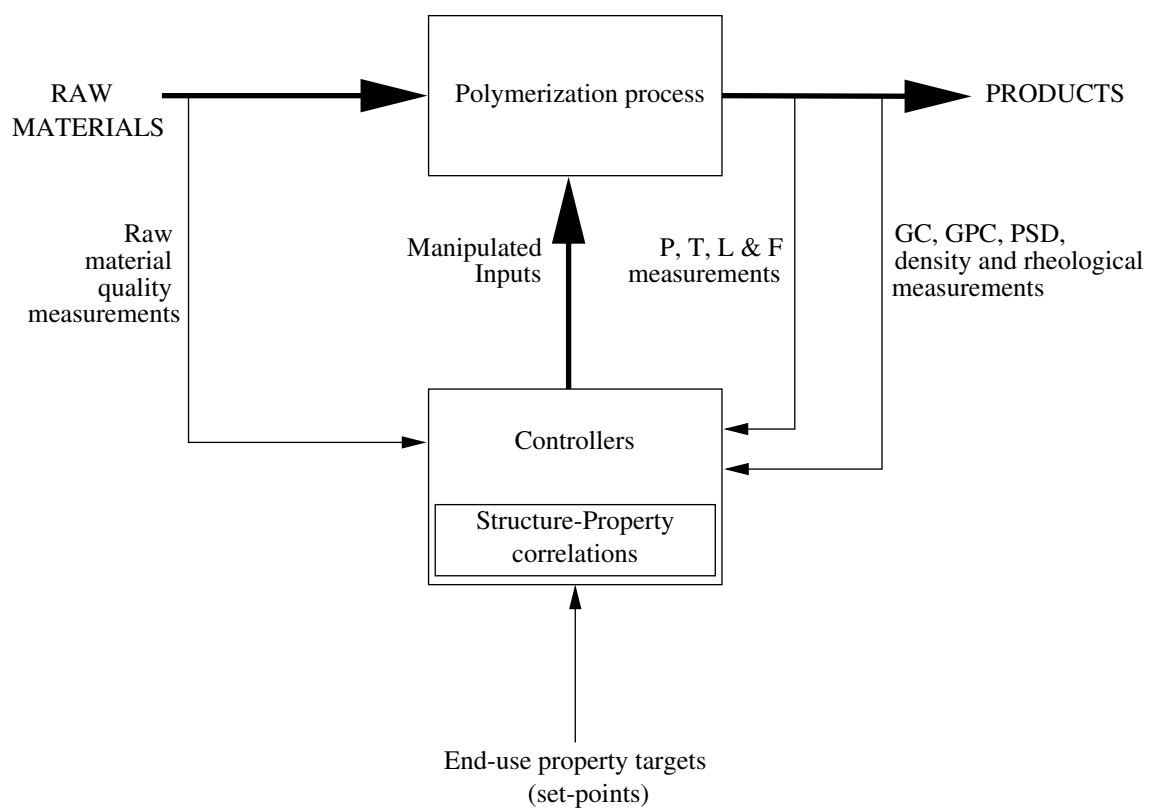 RAW
MATERIALS
Polymerization process
PRODUCTS
Raw
material
quality
measurements
Manipulated
Inputs
P, T, L & F
measurements
GC, GPC, PSD,
density and rheological
measurements
Controllers
Structure-Property
correlations
End-use property targets
(set-points)